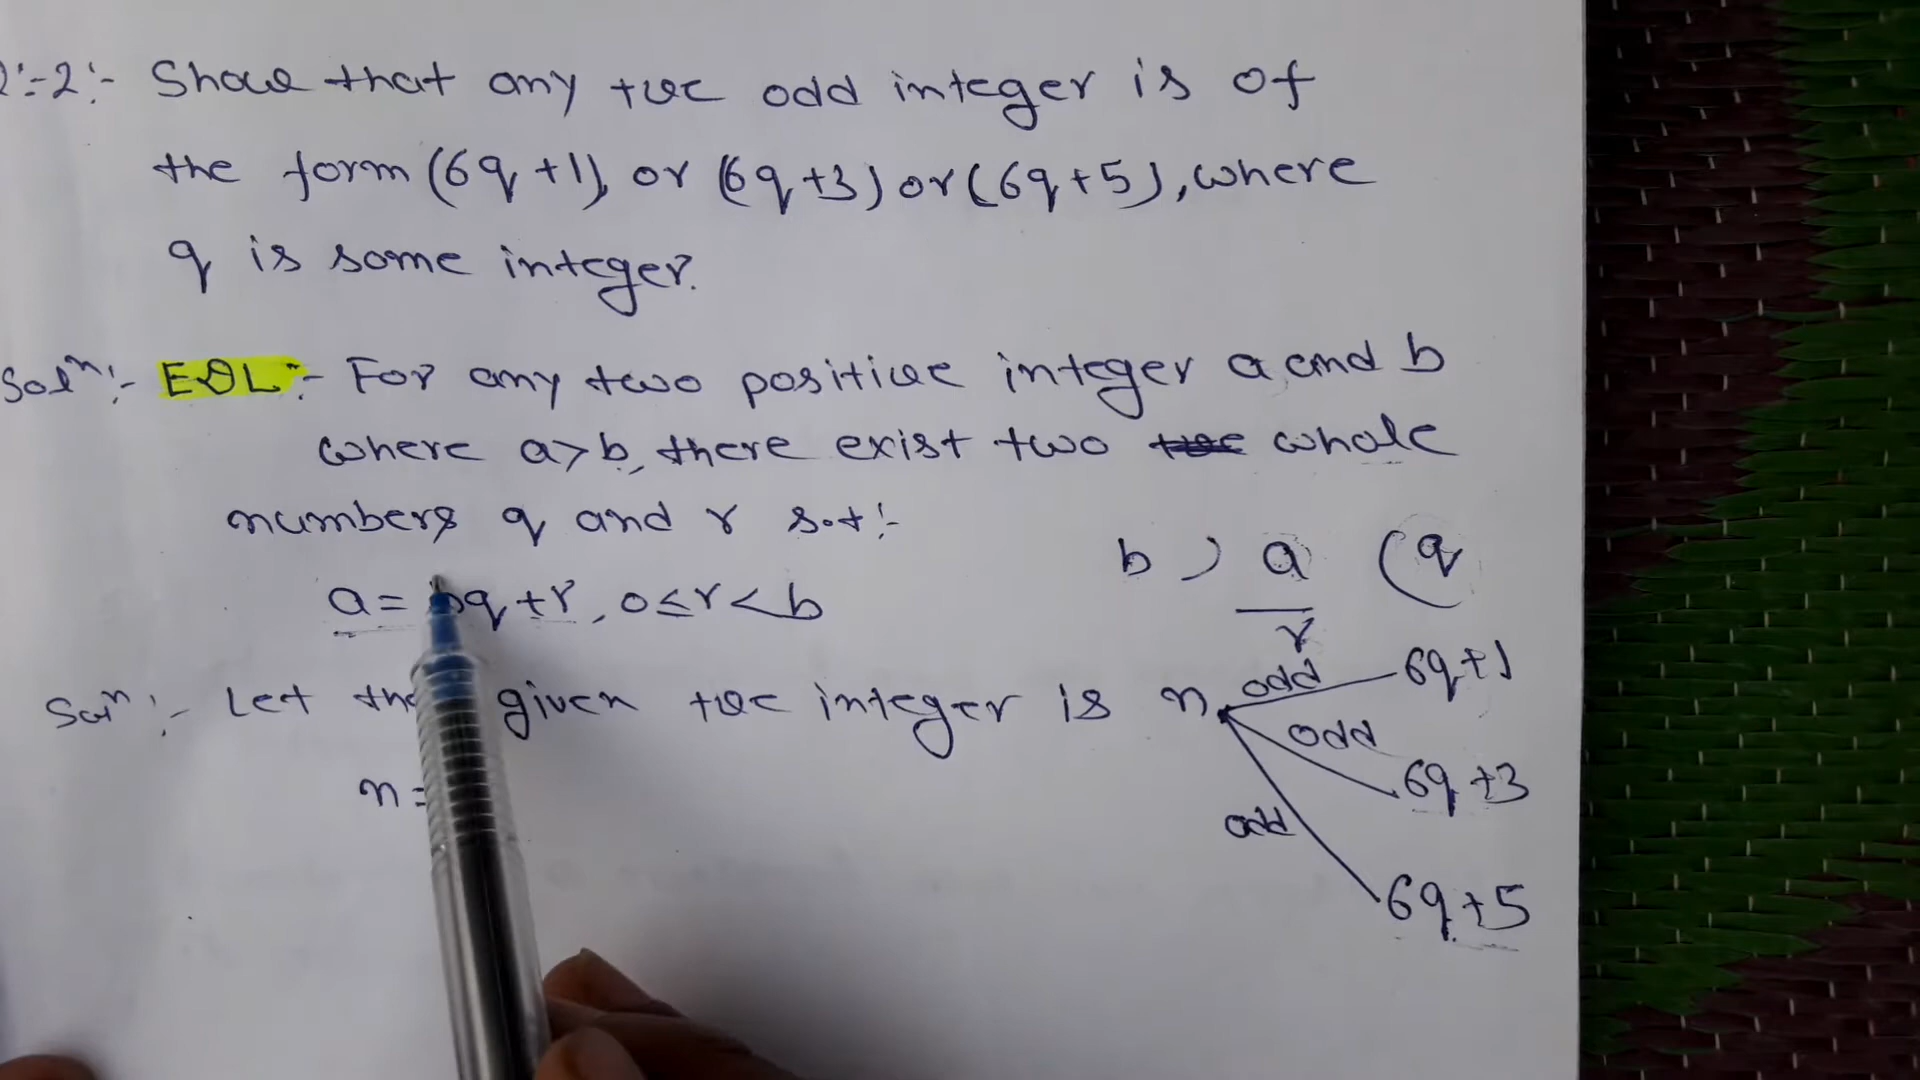 2:-2:- Show that any +ve odd integer is of
the form (6q+1), or (6q+3) or (6q+5), where
q is some integer.
Solⁿ:- EDL:- For any two positive integer a and b
where a>b, there exist two whole
numbers q and r s.t:-
a = bq+r, 0≤r<b
b ) a ( q
r
Solⁿ:- Let the given +ve integer is n
odd 6q+1
odd 6q+3
odd 6q+5
n=